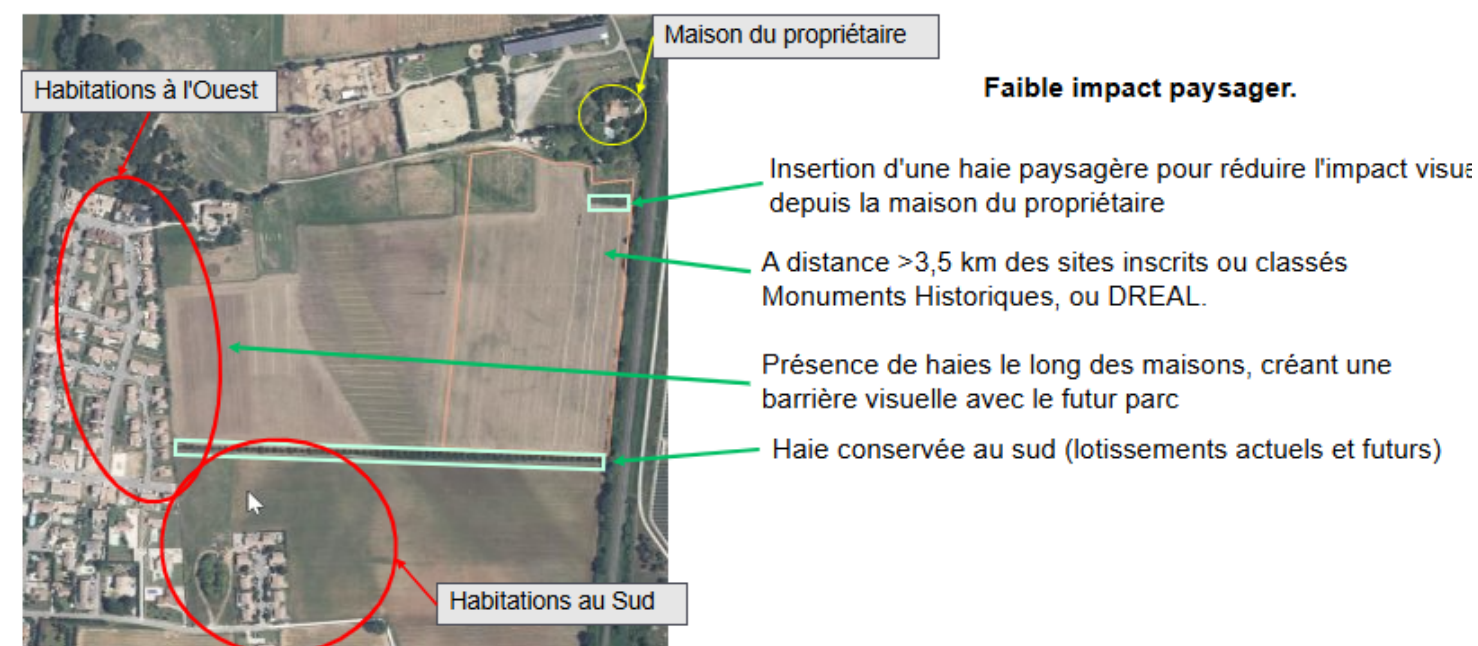 Maison du propriétaire
Habitations à l'Ouest
Faible impact paysager.
Insertion d'une haie paysagère pour réduire l'impact
depuis la maison du propriétaire
A distance >3,5 km des sites inscrits ou classés
Monuments Historiques, ou DREAL.
Présence de haies le long des maisons, créant une
barrière visuelle avec le futur parc
Haie conservée au sud (lotissements actuels et futurs)
Habitations au Sud